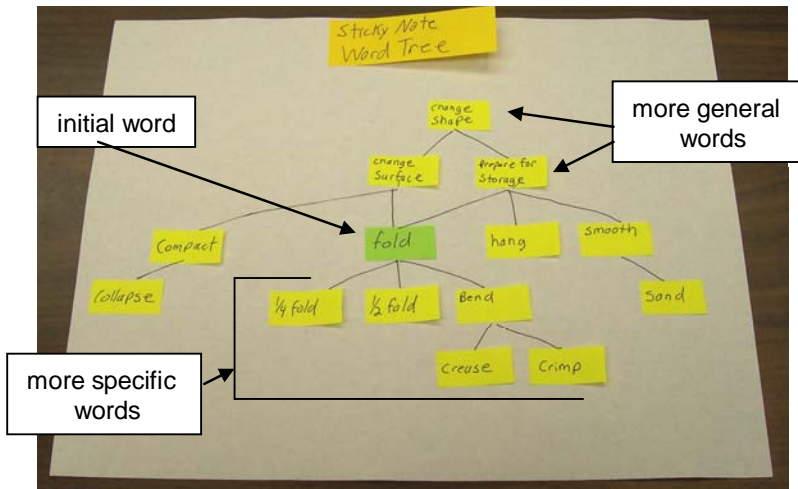 Sticky Note
Word Tree
initial word
more general
words
change
shape
change
Surface
Prepare for
Storage
Compact
fold
hang
smooth
Collapse
1/4 fold
1/2 fold
Bend
Sand
Crease
Crimp
more specific
words